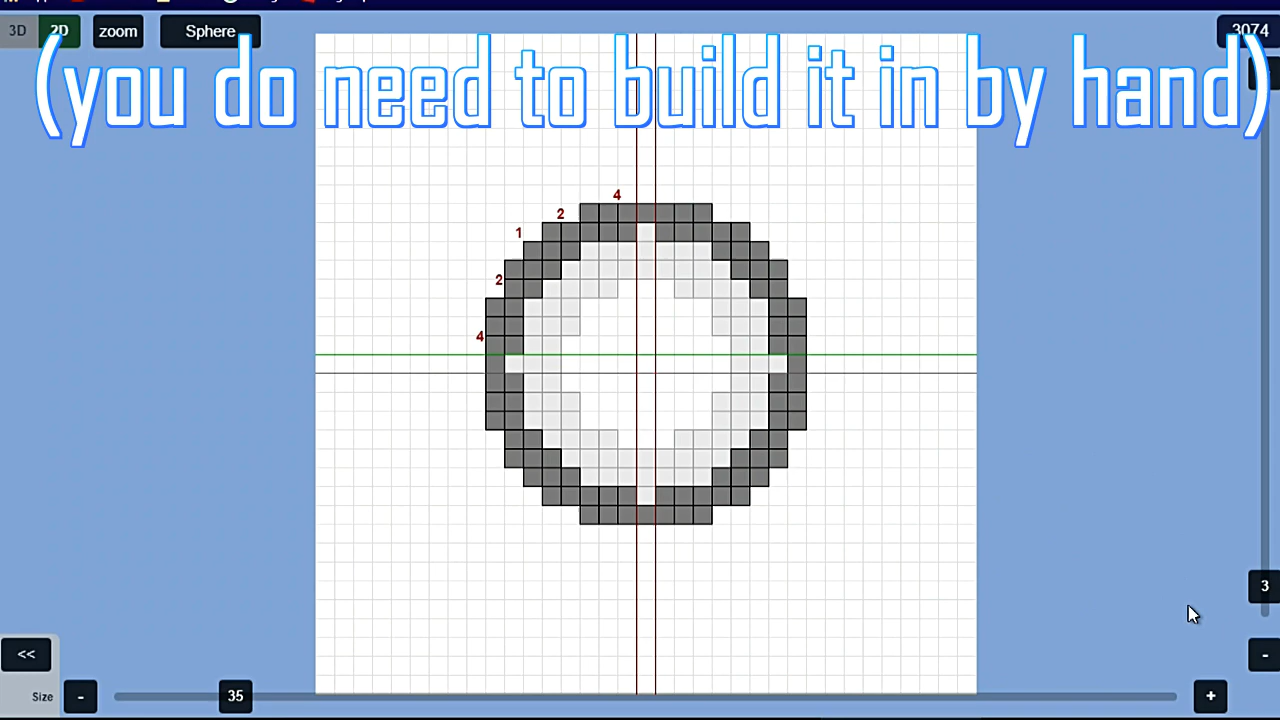 3D 2D zoom Sphere 3074
(you do need to build it in by hand)
4
2
1
2
4
3
<<
-
Size - 35 +